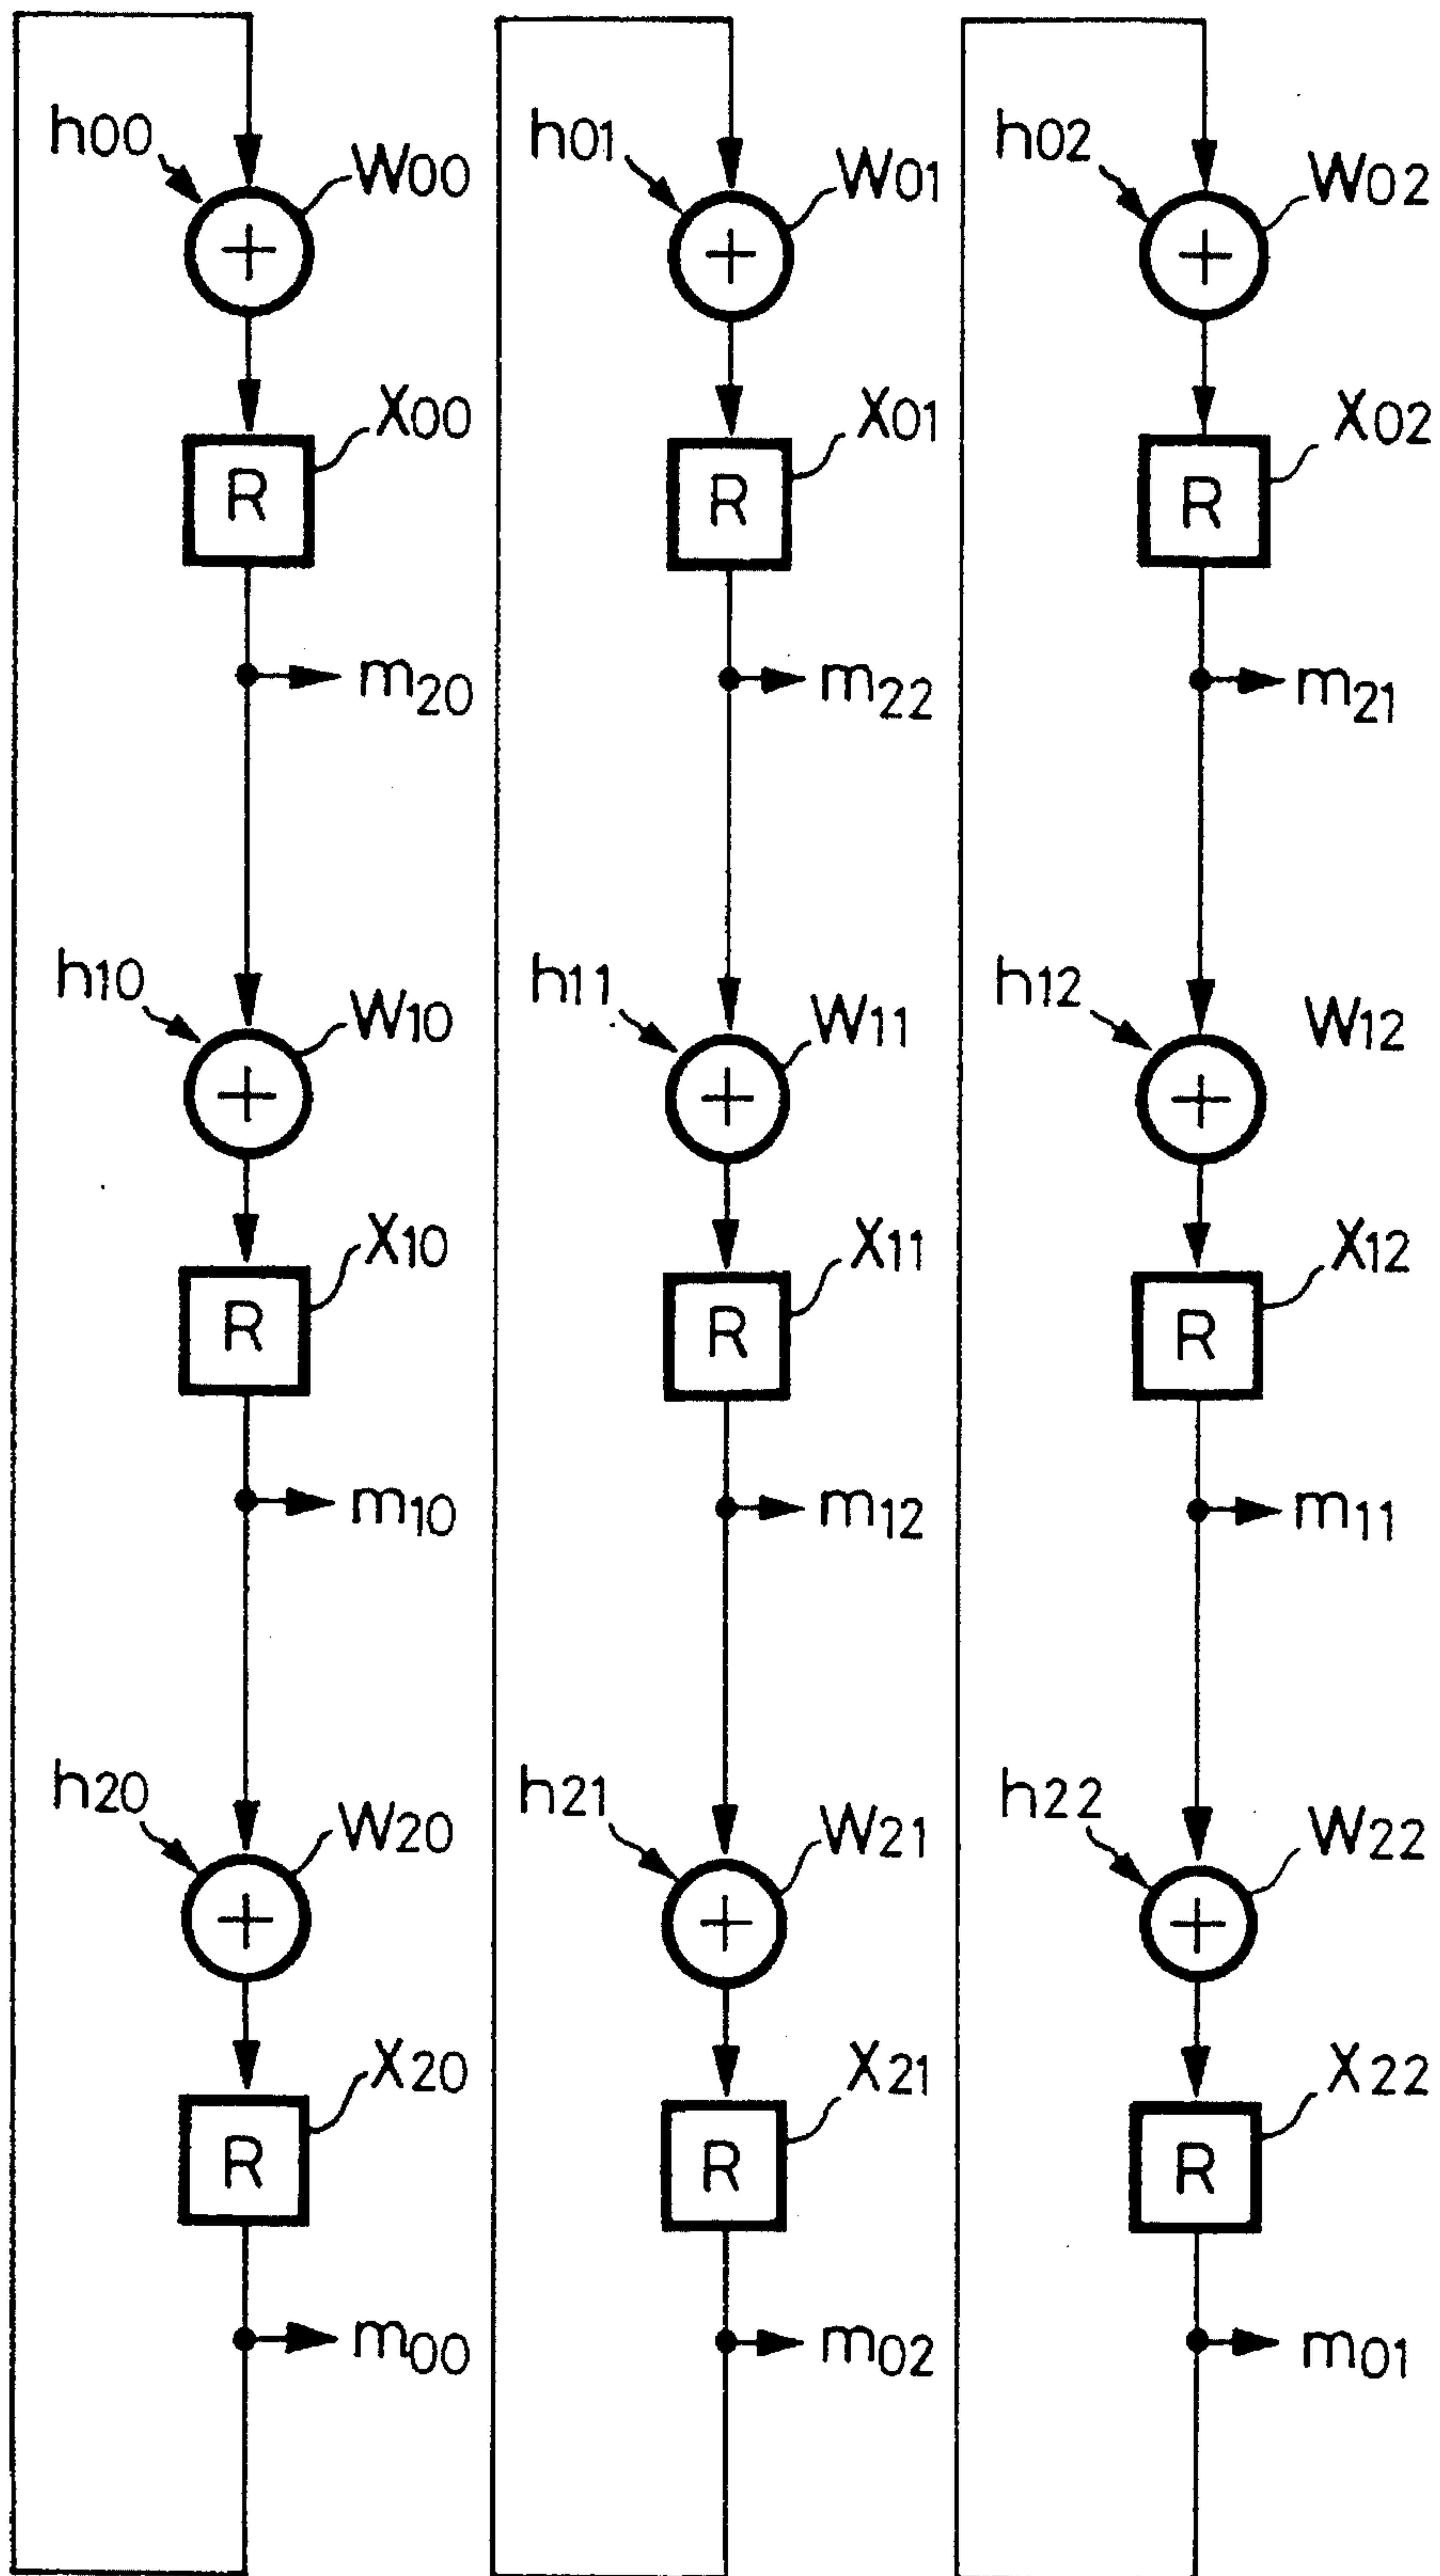 h00 W00 h01 W01 h02 W02
+ + +
X00 X01 X02
R R R
m20 m22 m21
h10 W10 h11 W11 h12 W12
+ + +
X10 X11 X12
R R R
m10 m12 m11
h20 W20 h21 W21 h22 W22
+ + +
X20 X21 X22
R R R
m00 m02 m01